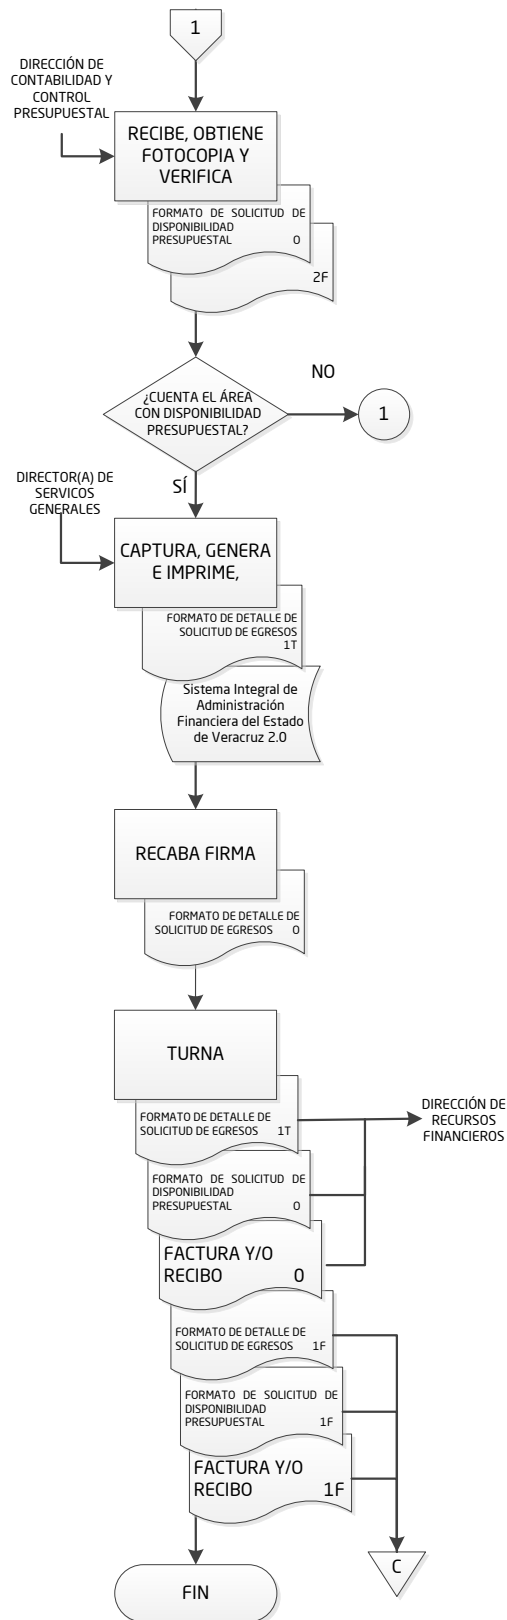 1
DIRECCIÓN DE
CONTABILIDAD Y
CONTROL
PRESUPUESTAL
RECIBE, OBTIENE
FOTOCOPIA Y
VERIFICA
FORMATO DE SOLICITUD DE
DISPONIBILIDAD
PRESUPUESTAL 0
2F
¿CUENTA EL ÁREA
CON DISPONIBILIDAD
PRESUPUESTAL?
NO
1
SÍ
DIRECTOR(A) DE
SERVICOS
GENERALES
CAPTURA, GENERA
E IMPRIME,
FORMATO DE DETALLE DE
SOLICITUD DE EGRESOS
1T
Sistema Integral de
Administración
Financiera del Estado
de Veracruz 2.0
RECABA FIRMA
FORMATO DE DETALLE DE
SOLICITUD DE EGRESOS 0
TURNA
FORMATO DE DETALLE DE
SOLICITUD DE EGRESOS 1T
DIRECCIÓN DE
RECURSOS
FINANCIEROS
FORMATO DE SOLICITUD DE
DISPONIBILIDAD
PRESUPUESTAL 0
FACTURA Y/O
RECIBO 0
FORMATO DE DETALLE DE
SOLICITUD DE EGRESOS 1F
FORMATO DE SOLICITUD DE
DISPONIBILIDAD
PRESUPUESTAL 1F
FACTURA Y/O
RECIBO 1F
C
FIN